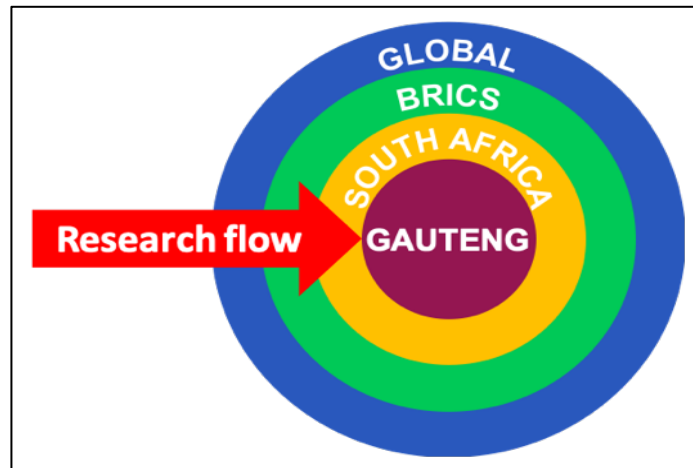 GLOBAL
BRICS
SOUTH AFRICA
Research flow
GAUTENG